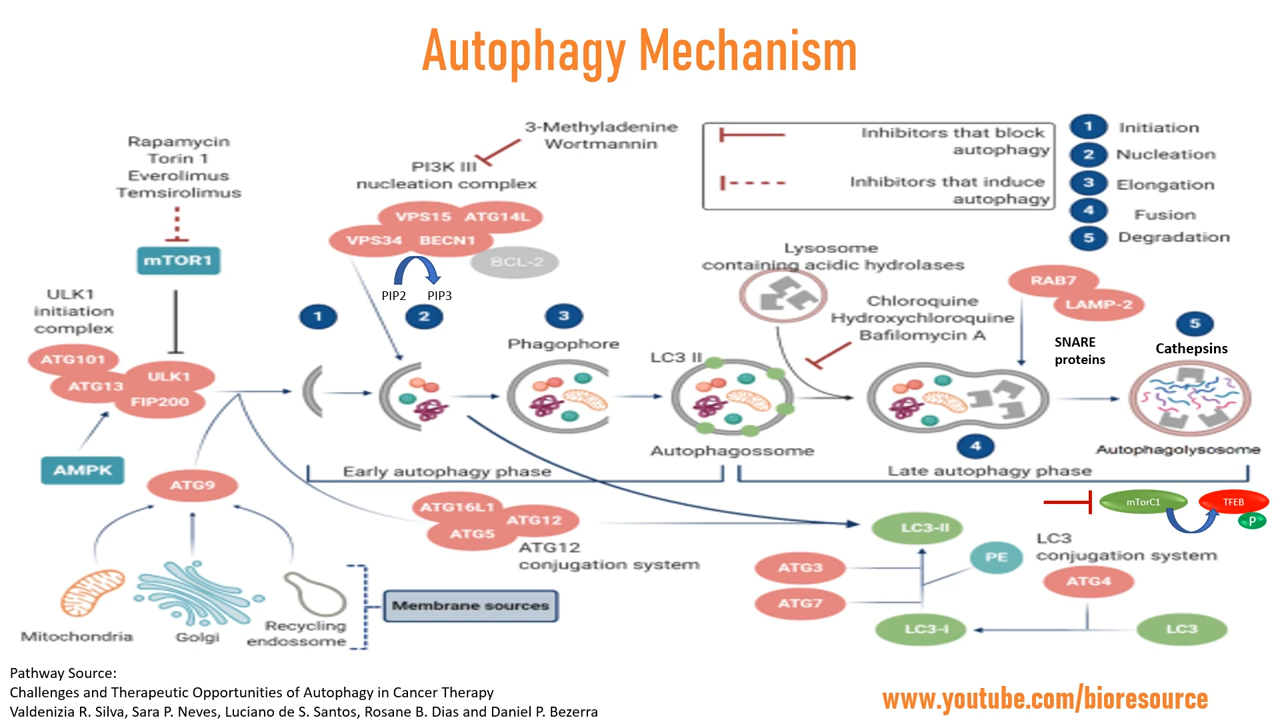 Autophagy Mechanism
Rapamycin
Torin 1
Everolimus
Temsirolimus
mTOR1
ULK1
initiation
complex
ATG101
ATG13
ULK1
FIP200
AMPK
ATG9
Mitochondria
Golgi
Recycling
endossome
Membrane sources
3-Methyladenine
Wortmannin
PI3K III
nucleation complex
VPS15
ATG14L
VPS34
BECN1
BCL-2
PIP2
PIP3
Inhibitors that block
autophagy
Inhibitors that induce
autophagy
1 Initiation
2 Nucleation
3 Elongation
4 Fusion
5 Degradation
1
2
3
Phagophore
LC3 II
Autophagossome
Lysosome
containing acidic hydrolases
Chloroquine
Hydroxychloroquine
Bafilomycin A
RAB7
LAMP-2
SNARE
proteins
5
Cathepsins
4
Autophagolysosome
Early autophagy phase
Late autophagy phase
ATG16L1
ATG12
ATG5
ATG12
conjugation system
LC3-II
mTorC1
TFEB
P
LC3
conjugation system
PE
ATG3
ATG7
ATG4
LC3-I
LC3
Pathway Source:
Challenges and Therapeutic Opportunities of Autophagy in Cancer Therapy
Valdenizia R. Silva, Sara P. Neves, Luciano de S. Santos, Rosane B. Dias and Daniel P. Bezerra
www.youtube.com/bioresource